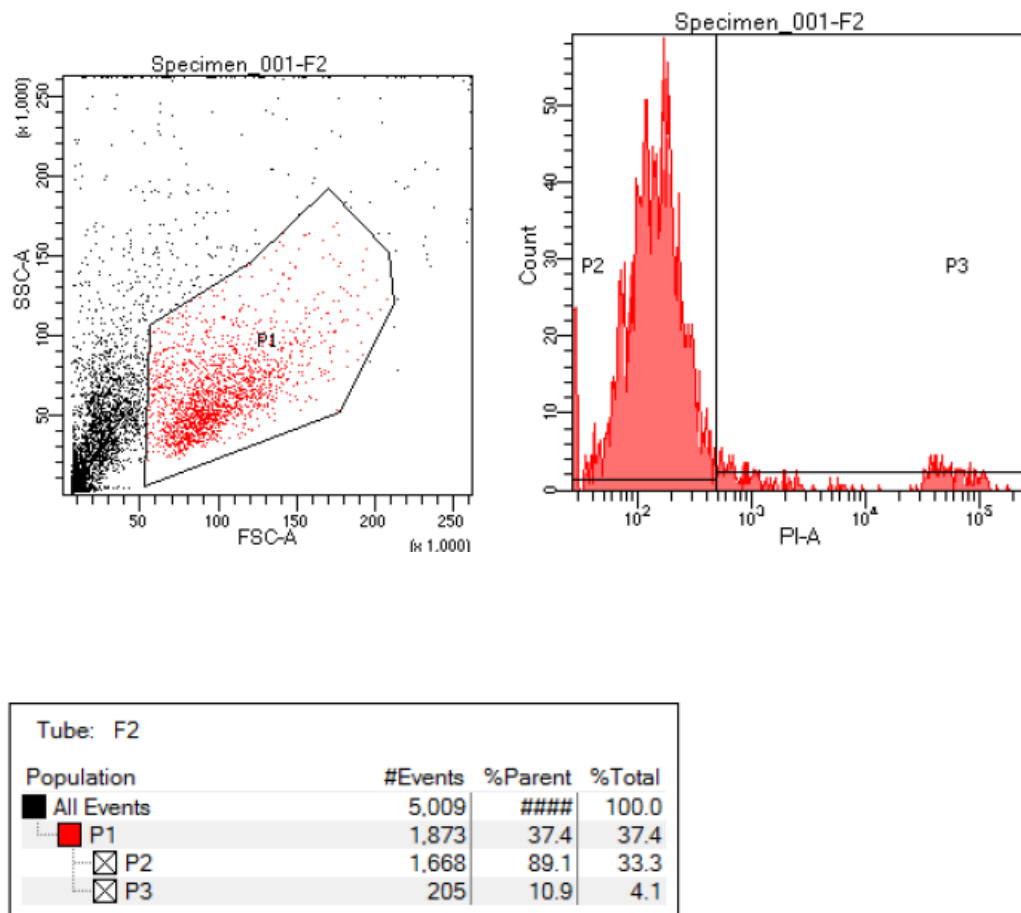 Specimen_001-F2
(x 1,000)
250
200
150
100
50
SSC-A
P1
50 100 150 200 250
FSC-A
(x 1,000)
Specimen_001-F2
50
40
30
20
10
0
Count
P2
P3
10² 10³ 10⁴ 10⁵
PI-A
Tube: F2
Population #Events %Parent %Total
All Events 5,009 #### 100.0
P1 1,873 37.4 37.4
P2 1,668 89.1 33.3
P3 205 10.9 4.1